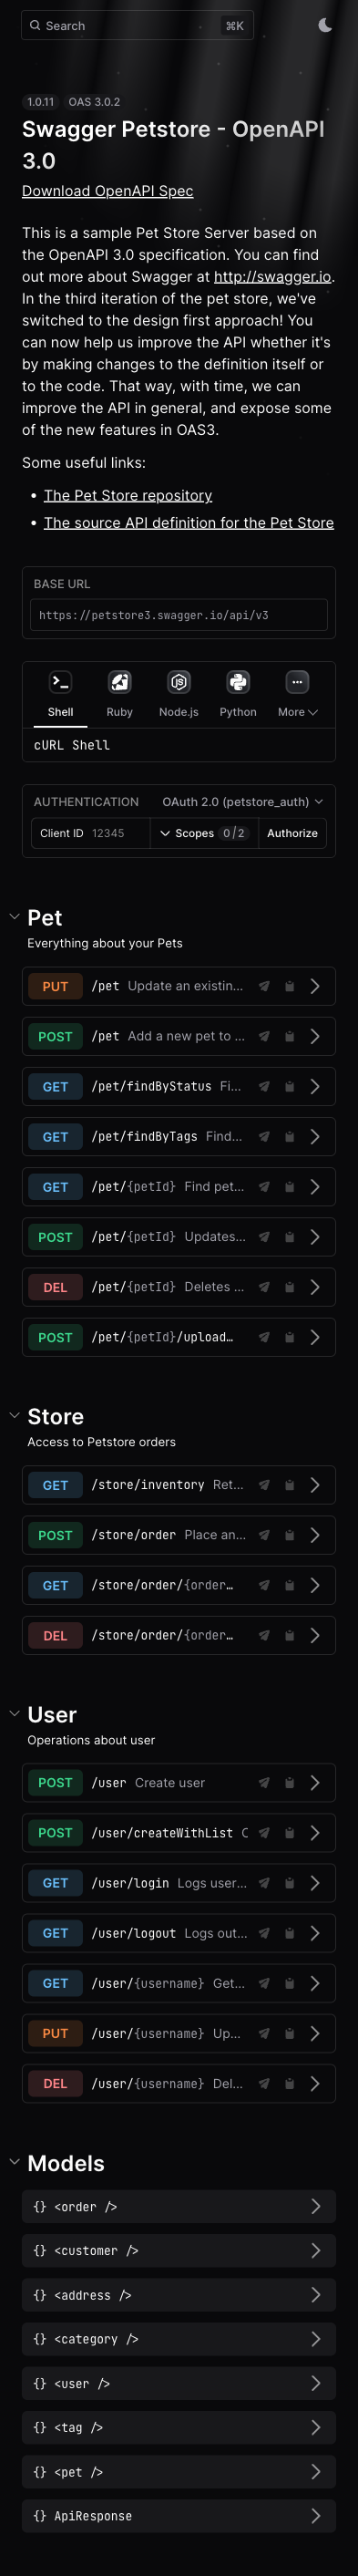 Search ⌘K
1.0.11 OAS 3.0.2
Swagger Petstore - OpenAPI
3.0
Download OpenAPI Spec
This is a sample Pet Store Server based on
the OpenAPI 3.0 specification. You can find
out more about Swagger at http://swagger.io.
In the third iteration of the pet store, we've
switched to the design first approach! You
can now help us improve the API whether it's
by making changes to the definition itself or
to the code. That way, with time, we can
improve the API in general, and expose some
of the new features in OAS3.
Some useful links:
• The Pet Store repository
• The source API definition for the Pet Store
BASE URL
https://petstore3.swagger.io/api/v3
Shell Ruby Node.js Python More
cURL Shell
AUTHENTICATION OAuth 2.0 (petstore_auth)
Client ID 12345 Scopes 0/2 Authorize
Pet
Everything about your Pets
PUT /pet Update an existin...
POST /pet Add a new pet to ...
GET /pet/findByStatus Fi...
GET /pet/findByTags Find...
GET /pet/{petId} Find pet...
POST /pet/{petId} Updates...
DEL /pet/{petId} Deletes ...
POST /pet/{petId}/upload…
Store
Access to Petstore orders
GET /store/inventory Ret...
POST /store/order Place an...
GET /store/order/{order…
DEL /store/order/{order…
User
Operations about user
POST /user Create user
POST /user/createWithList C
GET /user/login Logs user...
GET /user/logout Logs out...
GET /user/{username} Get...
PUT /user/{username} Up...
DEL /user/{username} Del...
Models
{} <order />
{} <customer />
{} <address />
{} <category />
{} <user />
{} <tag />
{} <pet />
{} ApiResponse